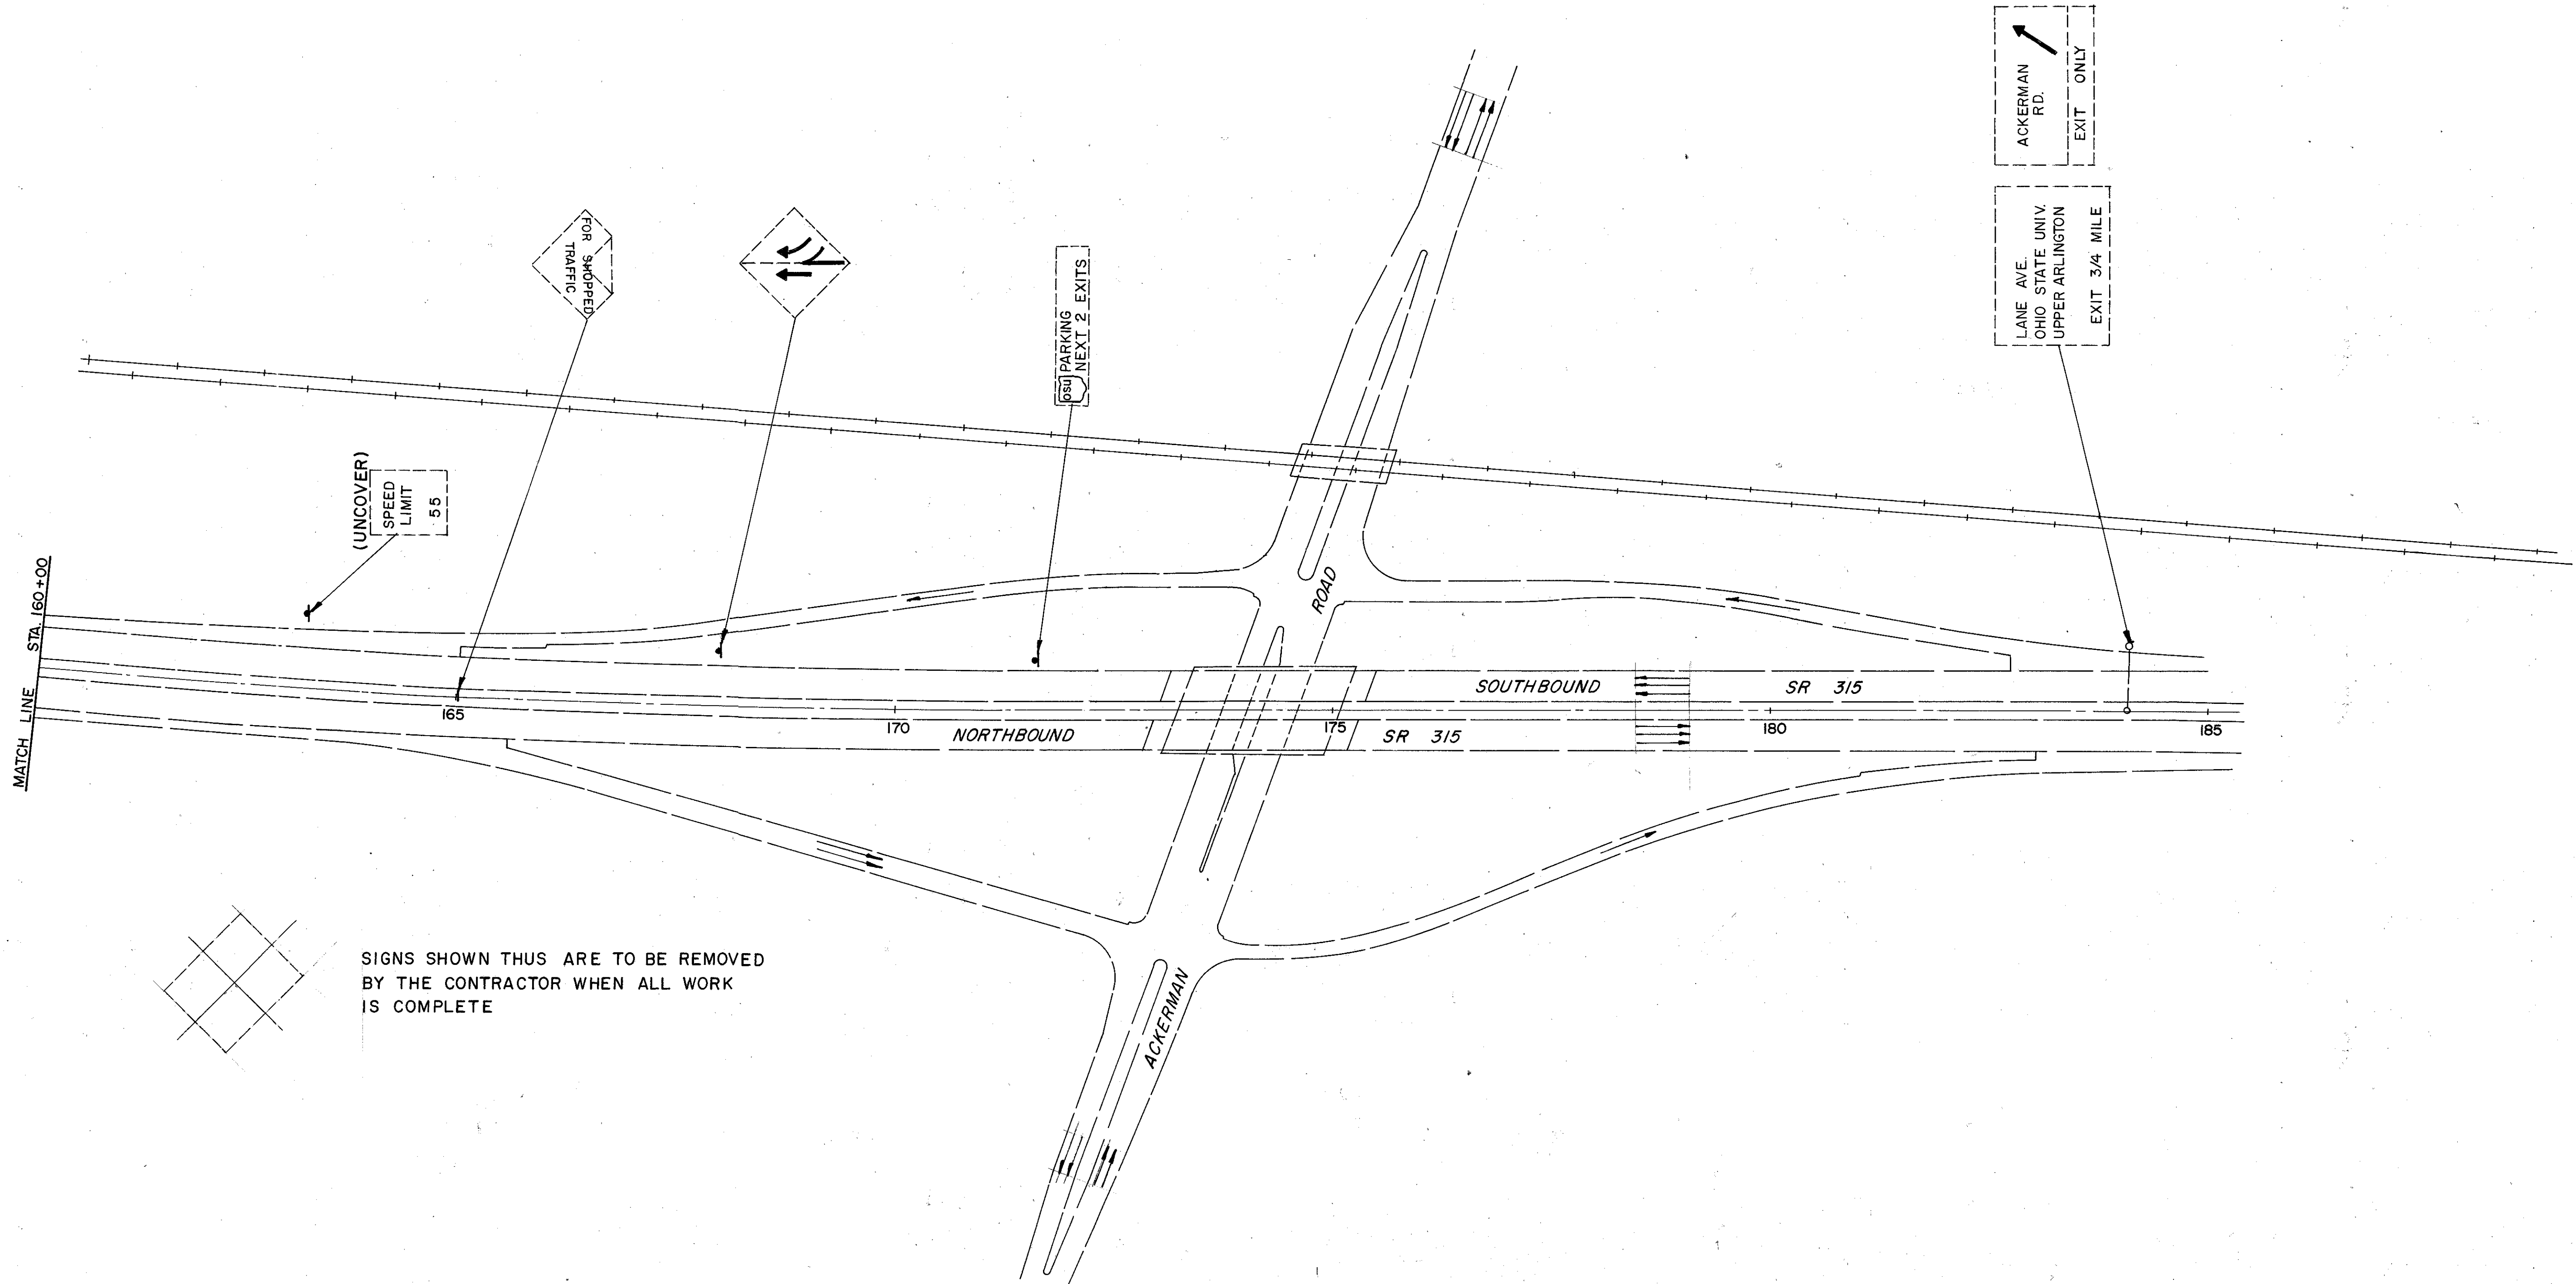 ACKERMAN
RD.
EXIT ONLY
LANE AVE.
OHIO STATE UNIV.
UPPER ARLINGTON
EXIT 3/4 MILE
FOR SHOPPED
TRAFFIC
OSU PARKING
NEXT 2 EXITS
(UNCOVER)
SPEED
LIMIT
55
MATCH LINE STA. 160+00
ROAD
SOUTHBOUND SR 315
165
170
175
180
185
NORTHBOUND SR 315
SIGNS SHOWN THUS ARE TO BE REMOVED
BY THE CONTRACTOR WHEN ALL WORK
IS COMPLETE
ACKERMAN